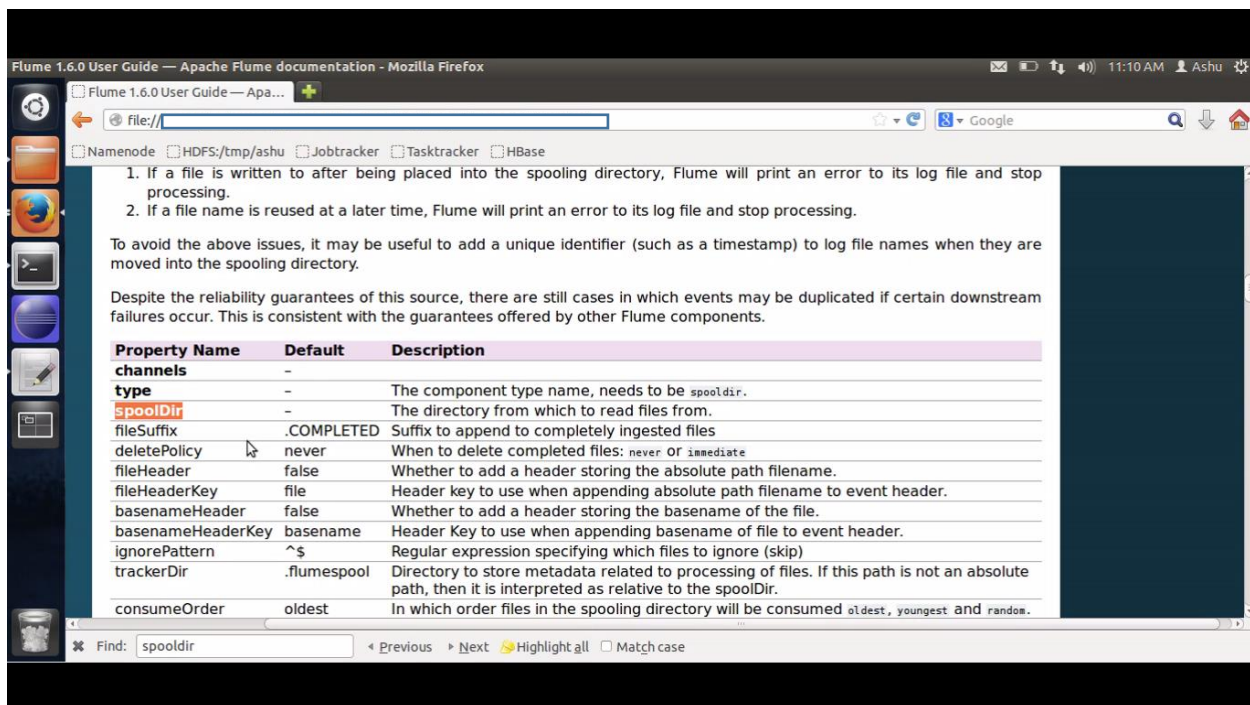 Flume 1.6.0 User Guide — Apache Flume documentation - Mozilla Firefox
11:10 AM Ashu
Flume 1.6.0 User Guide — Apa...
file://
Google
Namenode HDFS:/tmp/ashu Jobtracker Tasktracker HBase
1. If a file is written to after being placed into the spooling directory, Flume will print an error to its log file and stop
processing.
2. If a file name is reused at a later time, Flume will print an error to its log file and stop processing.
To avoid the above issues, it may be useful to add a unique identifier (such as a timestamp) to log file names when they are
moved into the spooling directory.
Despite the reliability guarantees of this source, there are still cases in which events may be duplicated if certain downstream
failures occur. This is consistent with the guarantees offered by other Flume components.
Property Name Default Description
channels –
type – The component type name, needs to be spooldir.
spoolDir – The directory from which to read files from.
fileSuffix .COMPLETED Suffix to append to completely ingested files
deletePolicy never When to delete completed files: never or immediate
fileHeader false Whether to add a header storing the absolute path filename.
fileHeaderKey file Header key to use when appending absolute path filename to event header.
basenameHeader false Whether to add a header storing the basename of the file.
basenameHeaderKey basename Header Key to use when appending basename of file to event header.
ignorePattern ^$ Regular expression specifying which files to ignore (skip)
trackerDir .flumespool Directory to store metadata related to processing of files. If this path is not an absolute
path, then it is interpreted as relative to the spoolDir.
consumeOrder oldest In which order files in the spooling directory will be consumed oldest, youngest and random.
Find: spooldir Previous Next Highlight all Match case